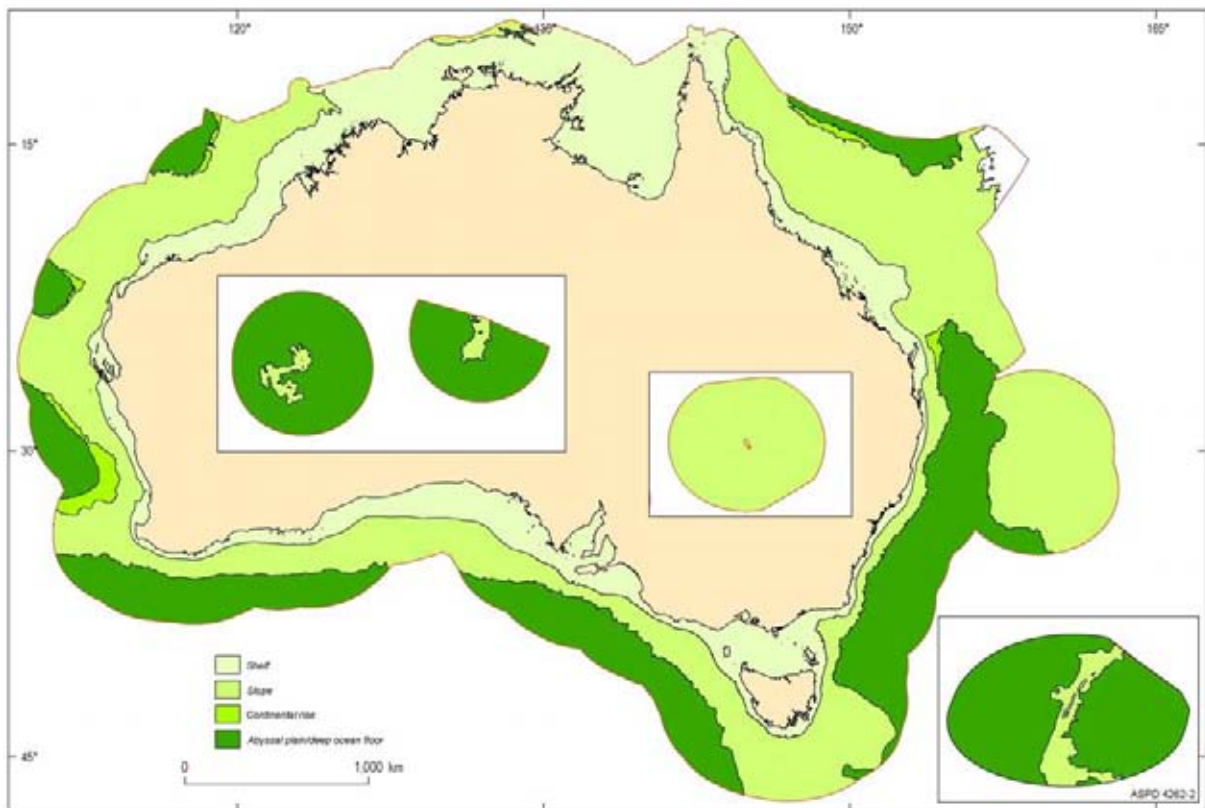 120° 135° 150° 165°
15°
30°
45°
Shelf
Slope
Continental rise
Abyssal plain/deep ocean floor
0 1,000 km
ASPD 4262-2